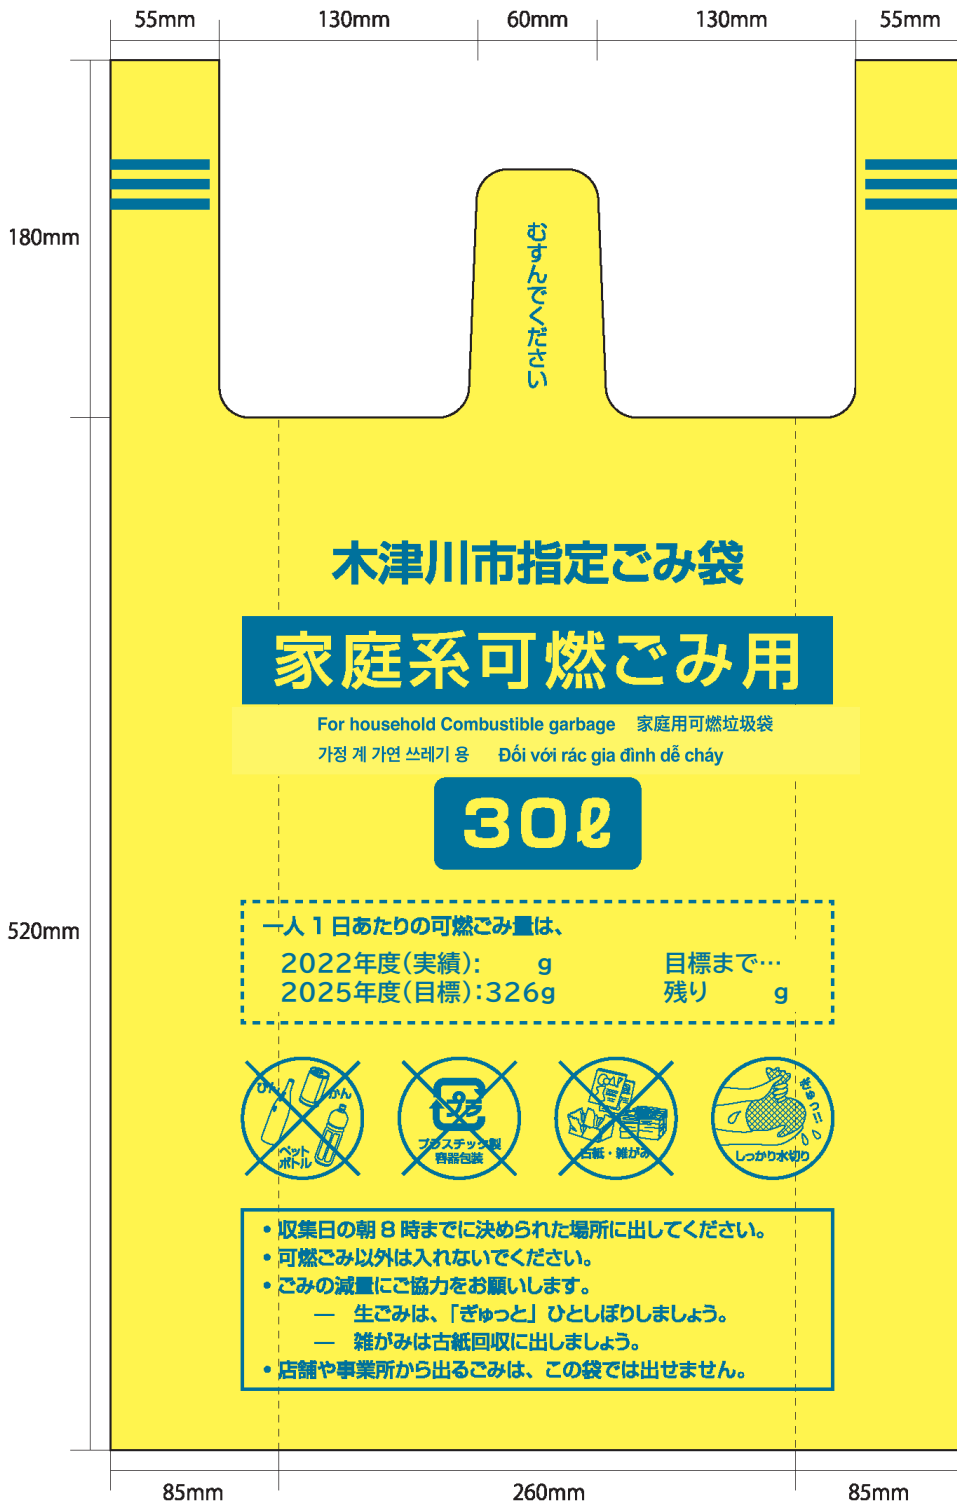 55mm 130mm 60mm 130mm 55mm
180mm
むすんでください
木津川市指定ごみ袋
家庭系可燃ごみ用
For household Combustible garbage 家庭用可燃垃圾袋
가정 계 가연 쓰레기 용 Đối với rác gia đình dễ cháy
30ℓ
520mm
一人1日あたりの可燃ごみ量は、
2022年度(実績): g 目標まで…
2025年度(目標):326g 残り g
びん
かん
ペット
ボトル
プラ
プラスチック製
容器包装
古紙・雑がみ
ぎゅっと
しっかり水切り
•収集日の朝8時までに決められた場所に出してください。
•可燃ごみ以外は入れないでください。
•ごみの減量にご協力をお願いします。
― 生ごみは、「ぎゅっと」ひとしぼりしましょう。
― 雑がみは古紙回収に出しましょう。
•店舗や事業所から出るごみは、この袋では出せません。
85mm 260mm 85mm